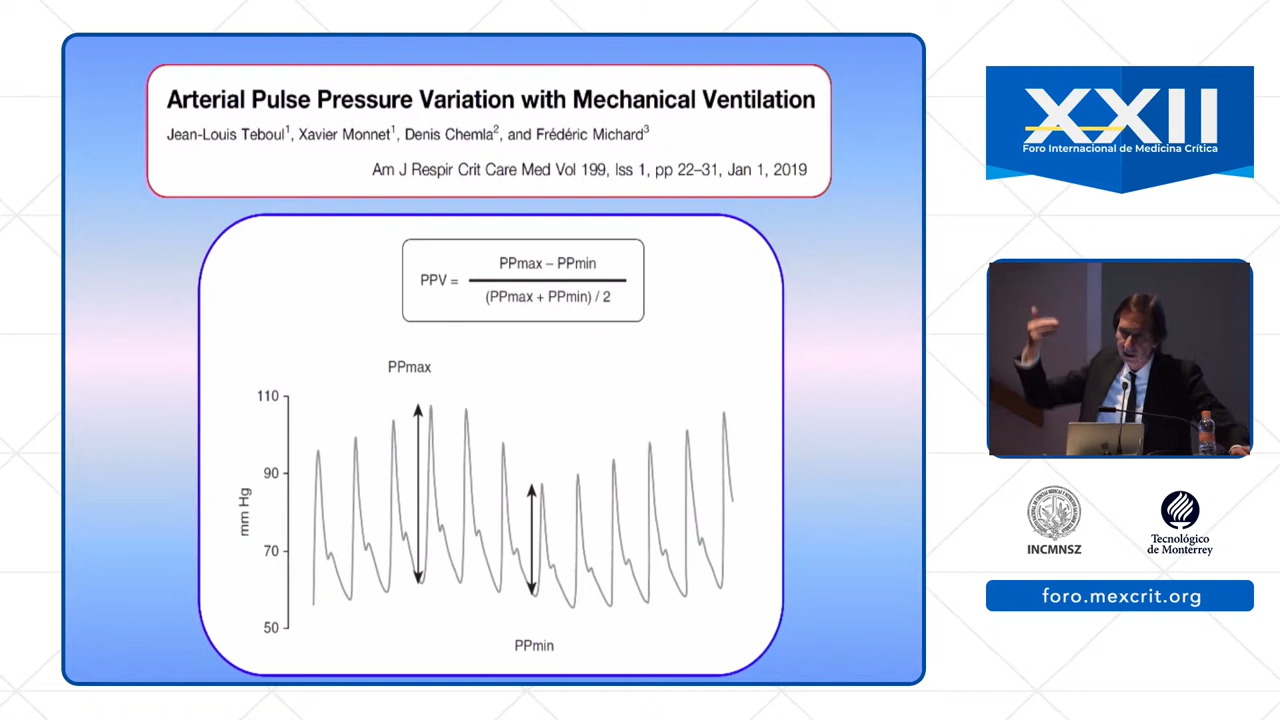 Arterial Pulse Pressure Variation with Mechanical Ventilation
Jean-Louis Teboul1, Xavier Monnet1, Denis Chemla2, and Frédéric Michard3
Am J Respir Crit Care Med Vol 199, Iss 1, pp 22–31, Jan 1, 2019
PPV =
PPmax – PPmin
(PPmax + PPmin) / 2
PPmax
110
90
70
50
mm Hg
PPmin
XXII
Foro Internacional de Medicina Crítica
INCMNSZ
Tecnológico
de Monterrey
foro.mexcrit.org